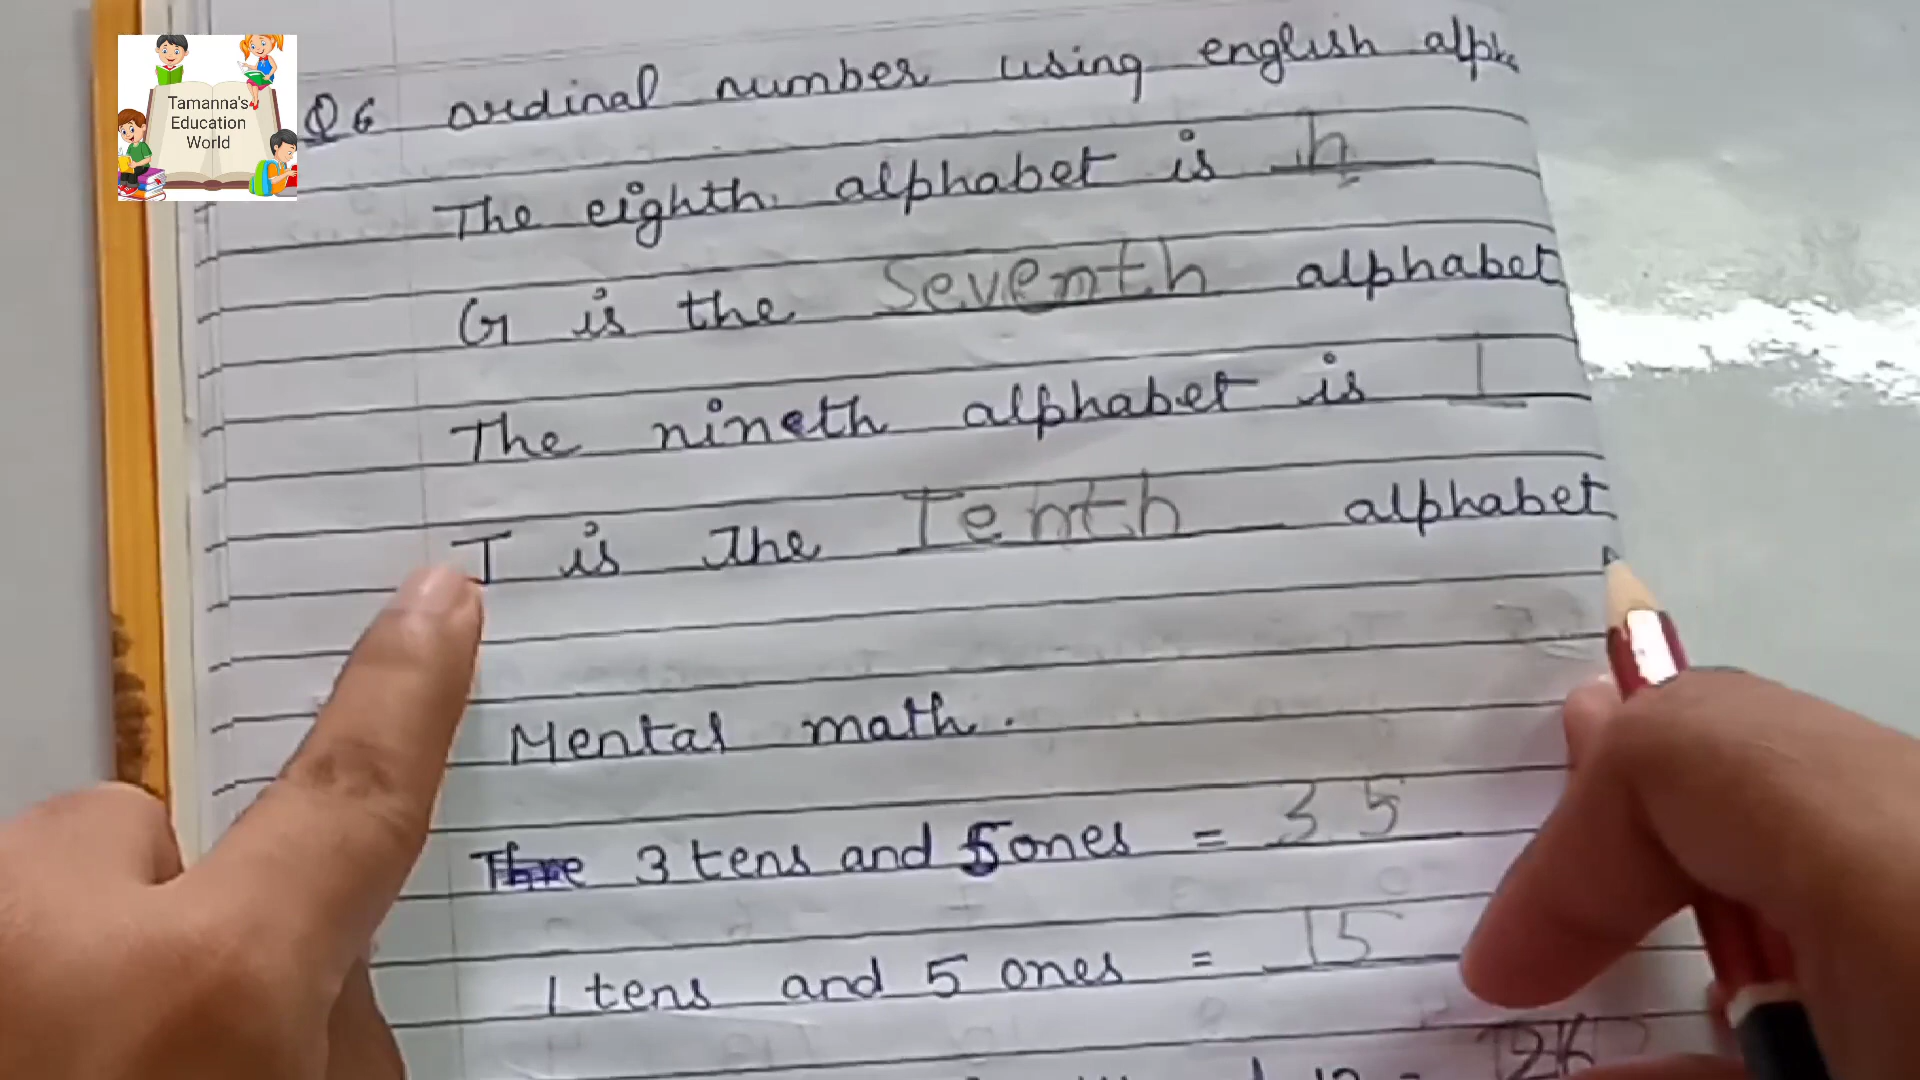 Tamanna's
Education
World
Q6 ordinal number using english alpha
The eighth. alphabet is h
G is the Seventh alphabet
The nineth alphabet is I
T is The Tenth alphabet
Mental math.
3 tens and 5 ones = 35
1 tens and 5 ones = 15
26